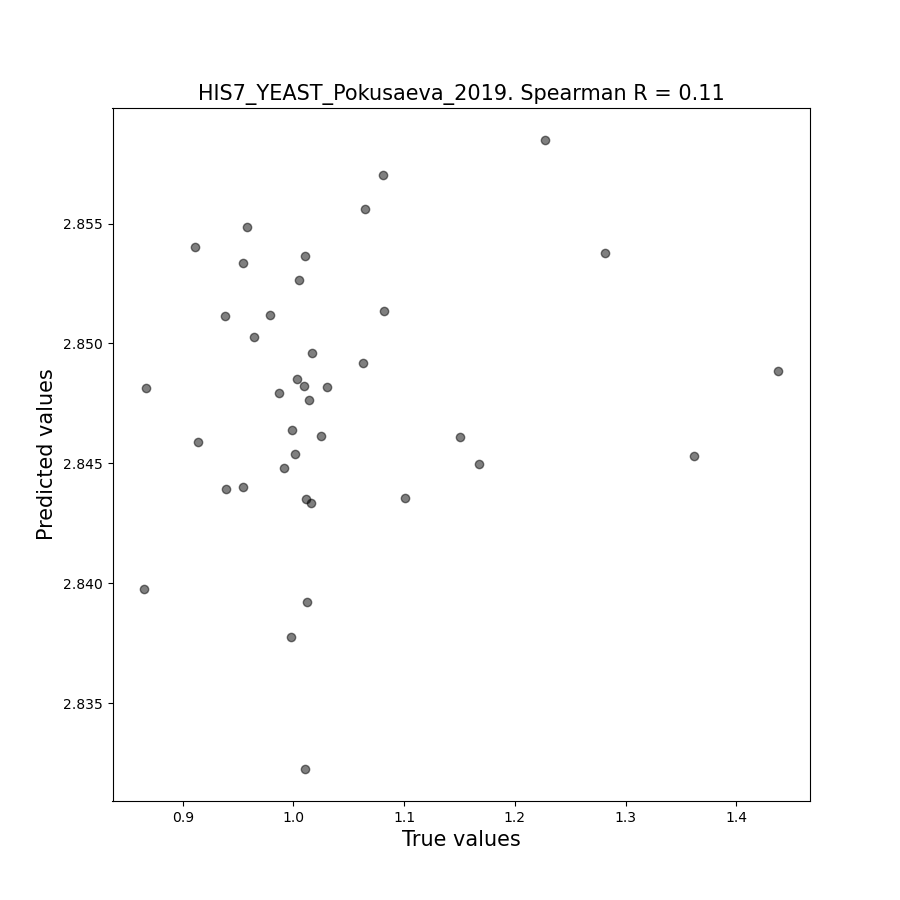 HIS7_YEAST_Pokusaeva_2019. Spearman R = 0.11
Predicted values
2.855
2.850
2.845
2.840
2.835
0.9 1.0 1.1 1.2 1.3 1.4
True values